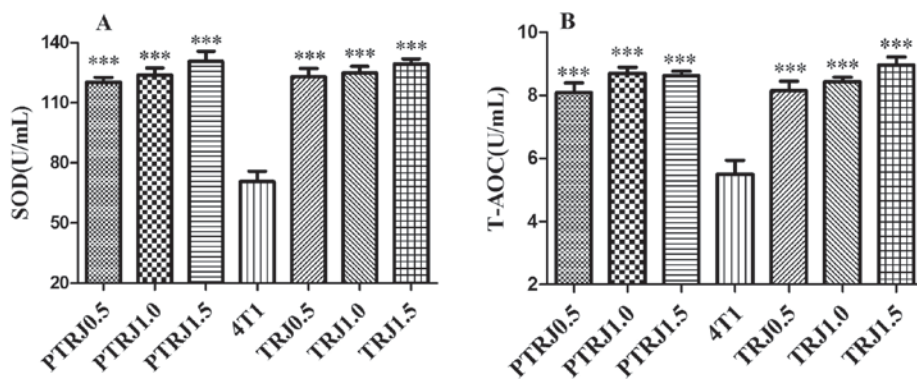 A
SOD(U/mL)
140
110
80
50
20
***
***
***
***
***
***
PTRJ0.5
PTRJ1.0
PTRJ1.5
4T1
TRJ0.5
TRJ1.0
TRJ1.5
B
T-AOC(U/mL)
10
8
6
4
2
***
***
***
***
***
***
PTRJ0.5
PTRJ1.0
PTRJ1.5
4T1
TRJ0.5
TRJ1.0
TRJ1.5